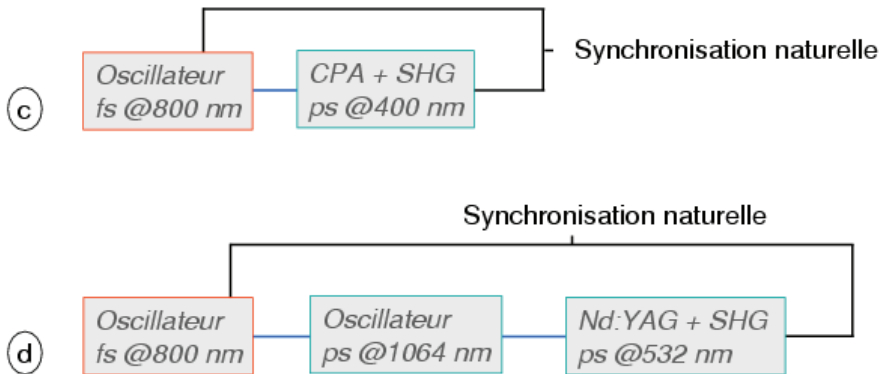 Oscillateur
fs @800 nm
CPA + SHG
ps @400 nm
Synchronisation naturelle
c
Synchronisation naturelle
Oscillateur
fs @800 nm
Oscillateur
ps @1064 nm
Nd:YAG + SHG
ps @532 nm
d